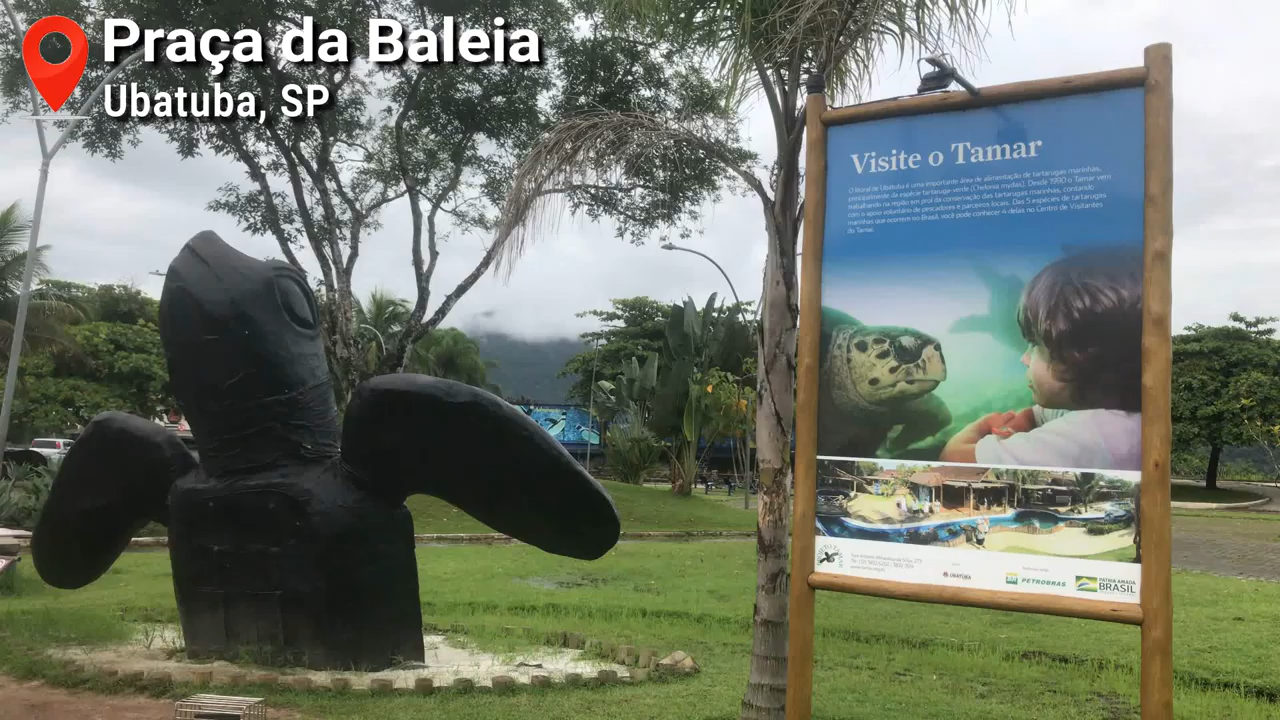 Praça da Baleia
Ubatuba, SP
Visite o Tamar
O litoral de Ubatuba é uma importante área de alimentação de tartarugas marinhas,
principalmente da espécie tartaruga-verde (Chelonia mydas). Desde 1990 o Tamar vem
trabalhando na região em prol da conservação das tartarugas marinhas, contando
com o apoio voluntário de pescadores e parceiros locais. Das 5 espécies de tartarugas
marinhas que ocorrem no Brasil, você pode conhecer 4 delas no Centro de Visitantes
do Tamar.
UBATUBA
PETROBRAS
PÁTRIA AMADA
BRASIL